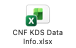 CNF KDS Data
Info.xlsx